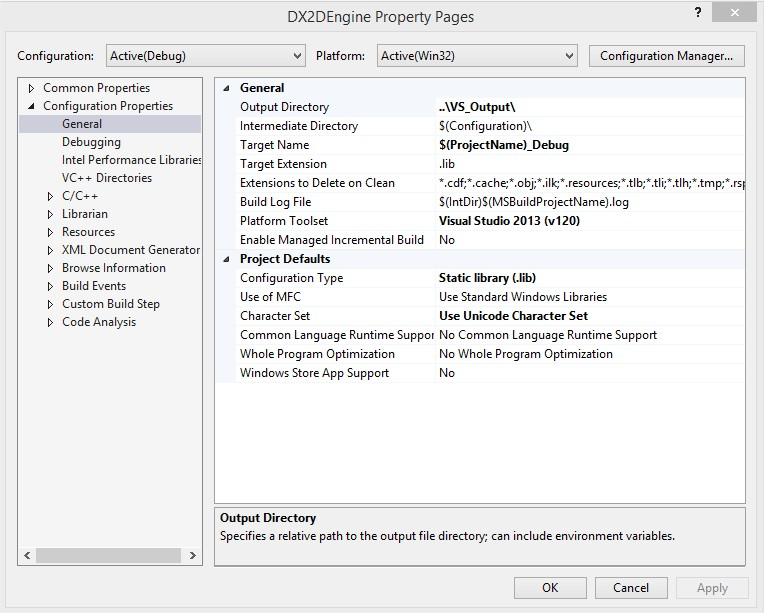 DX2DEngine Property Pages
? ×
Configuration: Active(Debug) Platform: Active(Win32) Configuration Manager...
Common Properties
Configuration Properties
General
Debugging
Intel Performance Libraries
VC++ Directories
C/C++
Librarian
Resources
XML Document Generator
Browse Information
Build Events
Custom Build Step
Code Analysis
General
Output Directory ..\VS_Output\
Intermediate Directory $(Configuration)\
Target Name $(ProjectName)_Debug
Target Extension .lib
Extensions to Delete on Clean *.cdf;*.cache;*.obj;*.ilk;*.resources;*.tlb;*.tli;*.tlh;*.tmp;*.rsp
Build Log File $(IntDir)$(MSBuildProjectName).log
Platform Toolset Visual Studio 2013 (v120)
Enable Managed Incremental Build No
Project Defaults
Configuration Type Static library (.lib)
Use of MFC Use Standard Windows Libraries
Character Set Use Unicode Character Set
Common Language Runtime Suppor No Common Language Runtime Support
Whole Program Optimization No Whole Program Optimization
Windows Store App Support No
Output Directory
Specifies a relative path to the output file directory; can include environment variables.
OK Cancel Apply